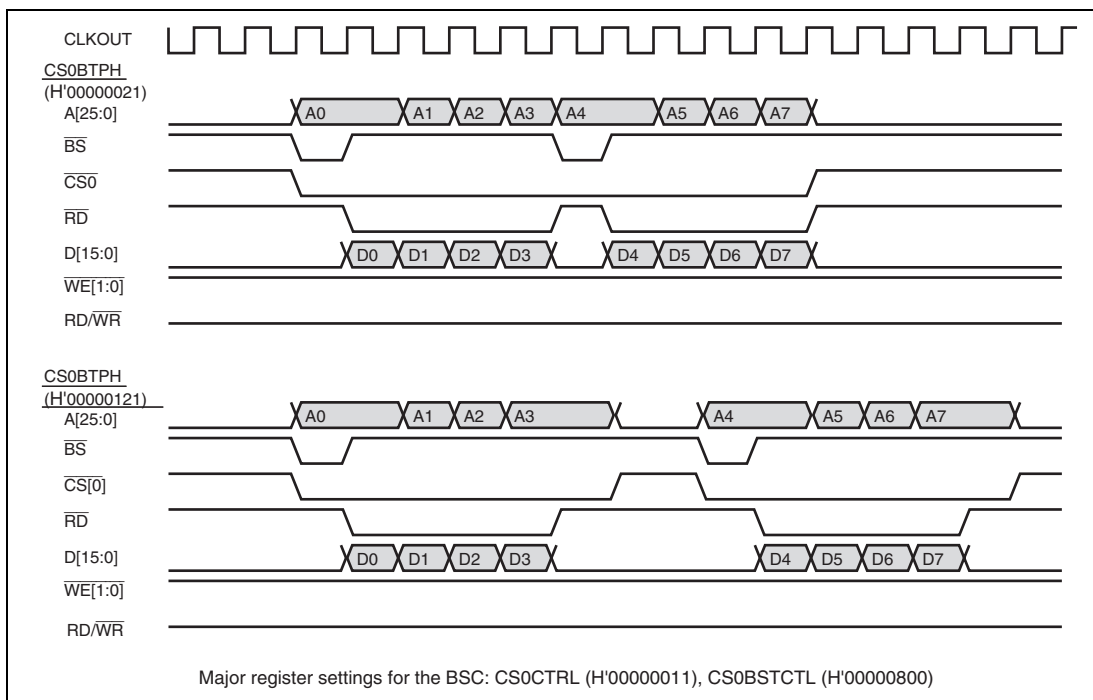 CLKOUT
CS0BTPH
(H'00000021)
A[25:0]
A0 A1 A2 A3 A4 A5 A6 A7
BS
CS0
RD
D[15:0]
D0 D1 D2 D3 D4 D5 D6 D7
WE[1:0]
RD/WR
CS0BTPH
(H'00000121)
A[25:0]
A0 A1 A2 A3 A4 A5 A6 A7
BS
CS[0]
RD
D[15:0]
D0 D1 D2 D3 D4 D5 D6 D7
WE[1:0]
RD/WR
Major register settings for the BSC: CS0CTRL (H'00000011), CS0BSTCTL (H'00000800)